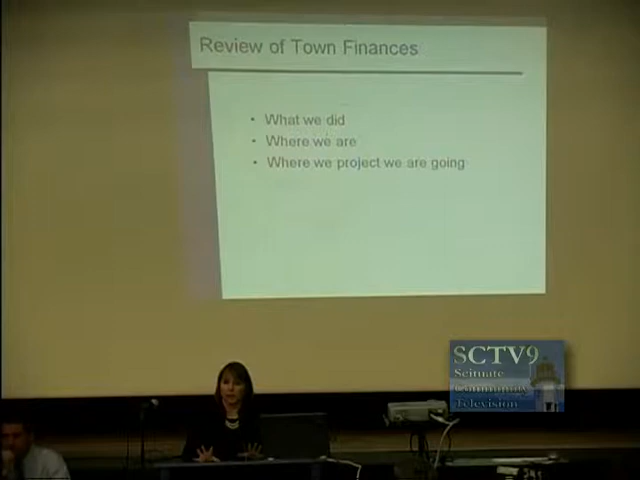 Review of Town Finances
• What we did
• Where we are
• Where we project we are going
SCTV9
Scituate
Community
Television